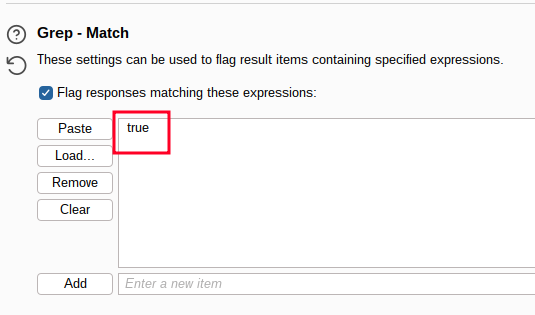 Grep - Match
These settings can be used to flag result items containing specified expressions.
Flag responses matching these expressions:
Paste
true
Load...
Remove
Clear
Add
Enter a new item